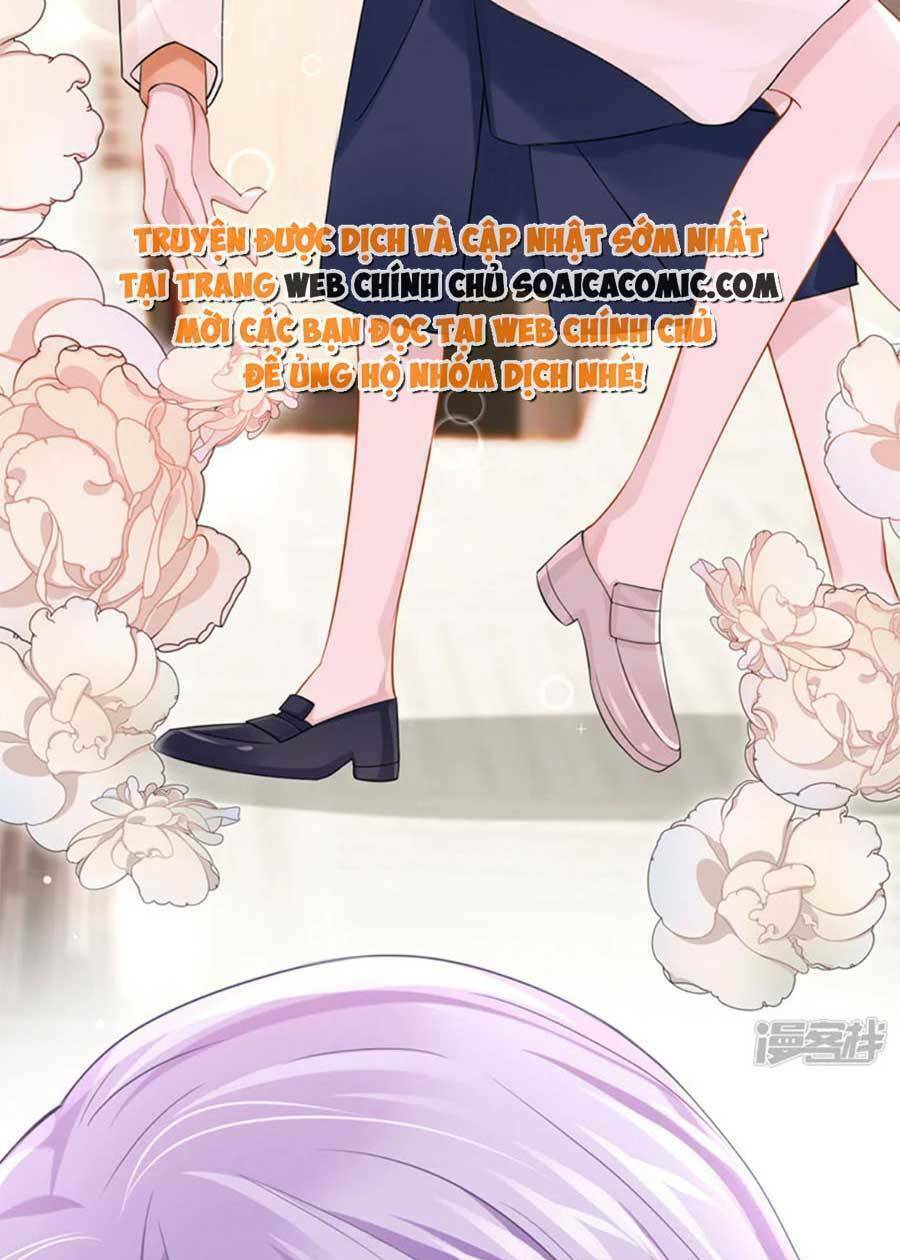 TRUYỆN ĐƯỢC DỊCH VÀ CẬP NHẬT SỚM NHẤT
TẠI TRANG WEB CHÍNH CHỦ SOAICACOMIC.COM
MỜI CÁC BẠN ĐỌC TẠI WEB CHÍNH CHỦ
ĐỂ ỦNG HỘ NHÓM DỊCH NHÉ!
漫客栈